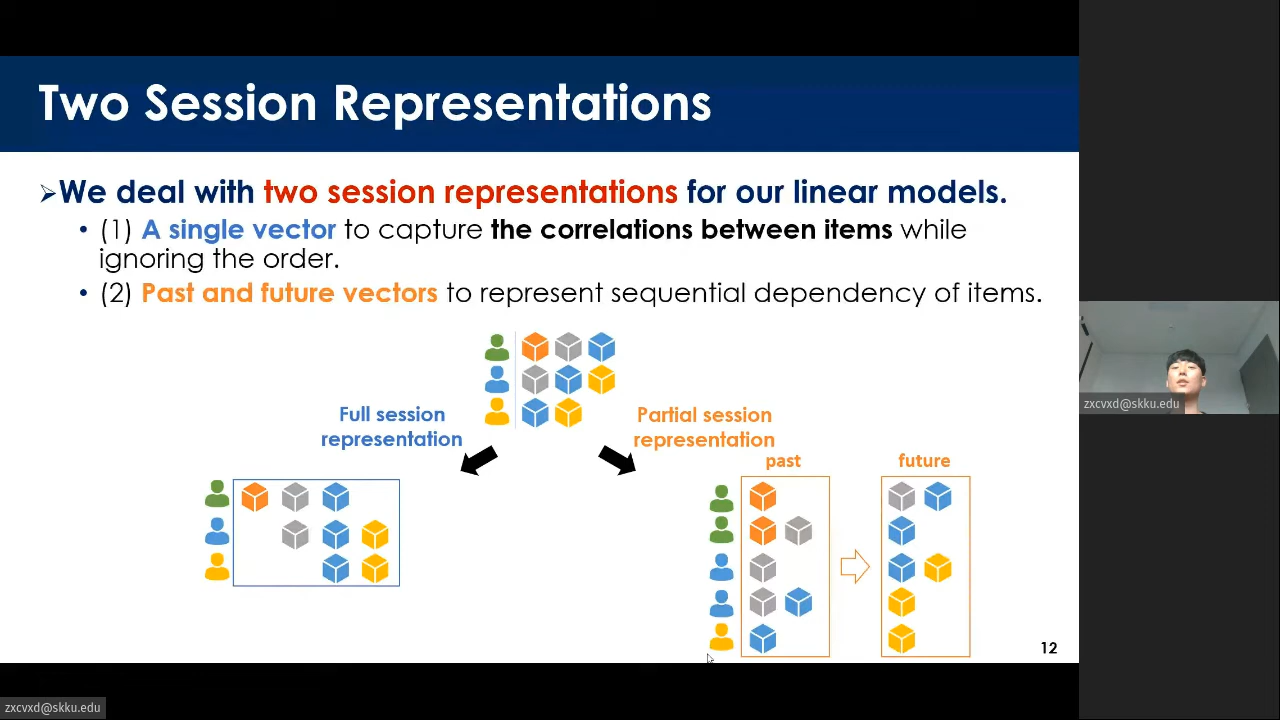 Two Session Representations
➢We deal with two session representations for our linear models.
• (1) A single vector to capture the correlations between items while
ignoring the order.
• (2) Past and future vectors to represent sequential dependency of items.
Full session
representation
Partial session
representation
past
future
12
zxcvxd@skku.edu
zxcvxd@skku.edu